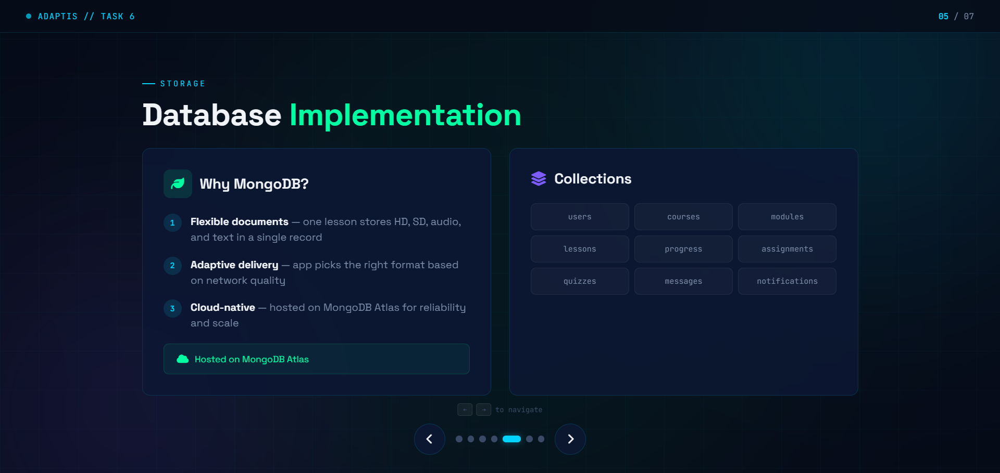 ADAPTIS // TASK 6
05 / 07
STORAGE
Database Implementation
Why MongoDB?
1
Flexible documents — one lesson stores HD, SD, audio,
and text in a single record
2
Adaptive delivery — app picks the right format based
on network quality
3
Cloud-native — hosted on MongoDB Atlas for reliability
and scale
Hosted on MongoDB Atlas
Collections
users courses modules
lessons progress assignments
quizzes messages notifications
← → to navigate